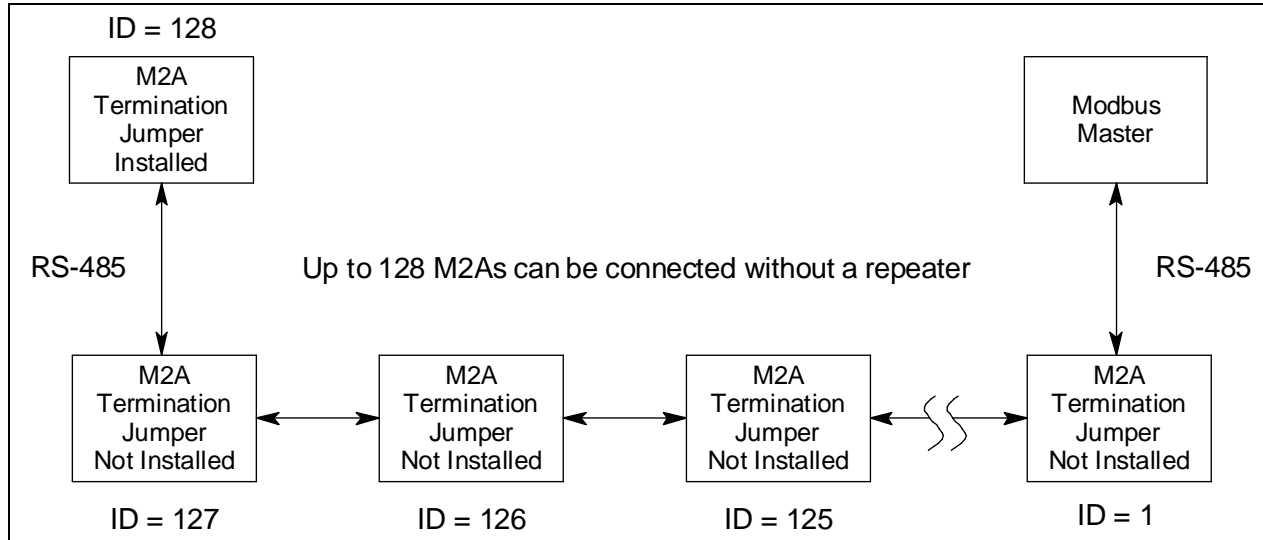 ID = 128
M2A
Termination
Jumper
Installed
Modbus
Master
RS-485
Up to 128 M2As can be connected without a repeater
RS-485
M2A
Termination
Jumper
Not Installed
M2A
Termination
Jumper
Not Installed
M2A
Termination
Jumper
Not Installed
M2A
Termination
Jumper
Not Installed
ID = 127
ID = 126
ID = 125
ID = 1